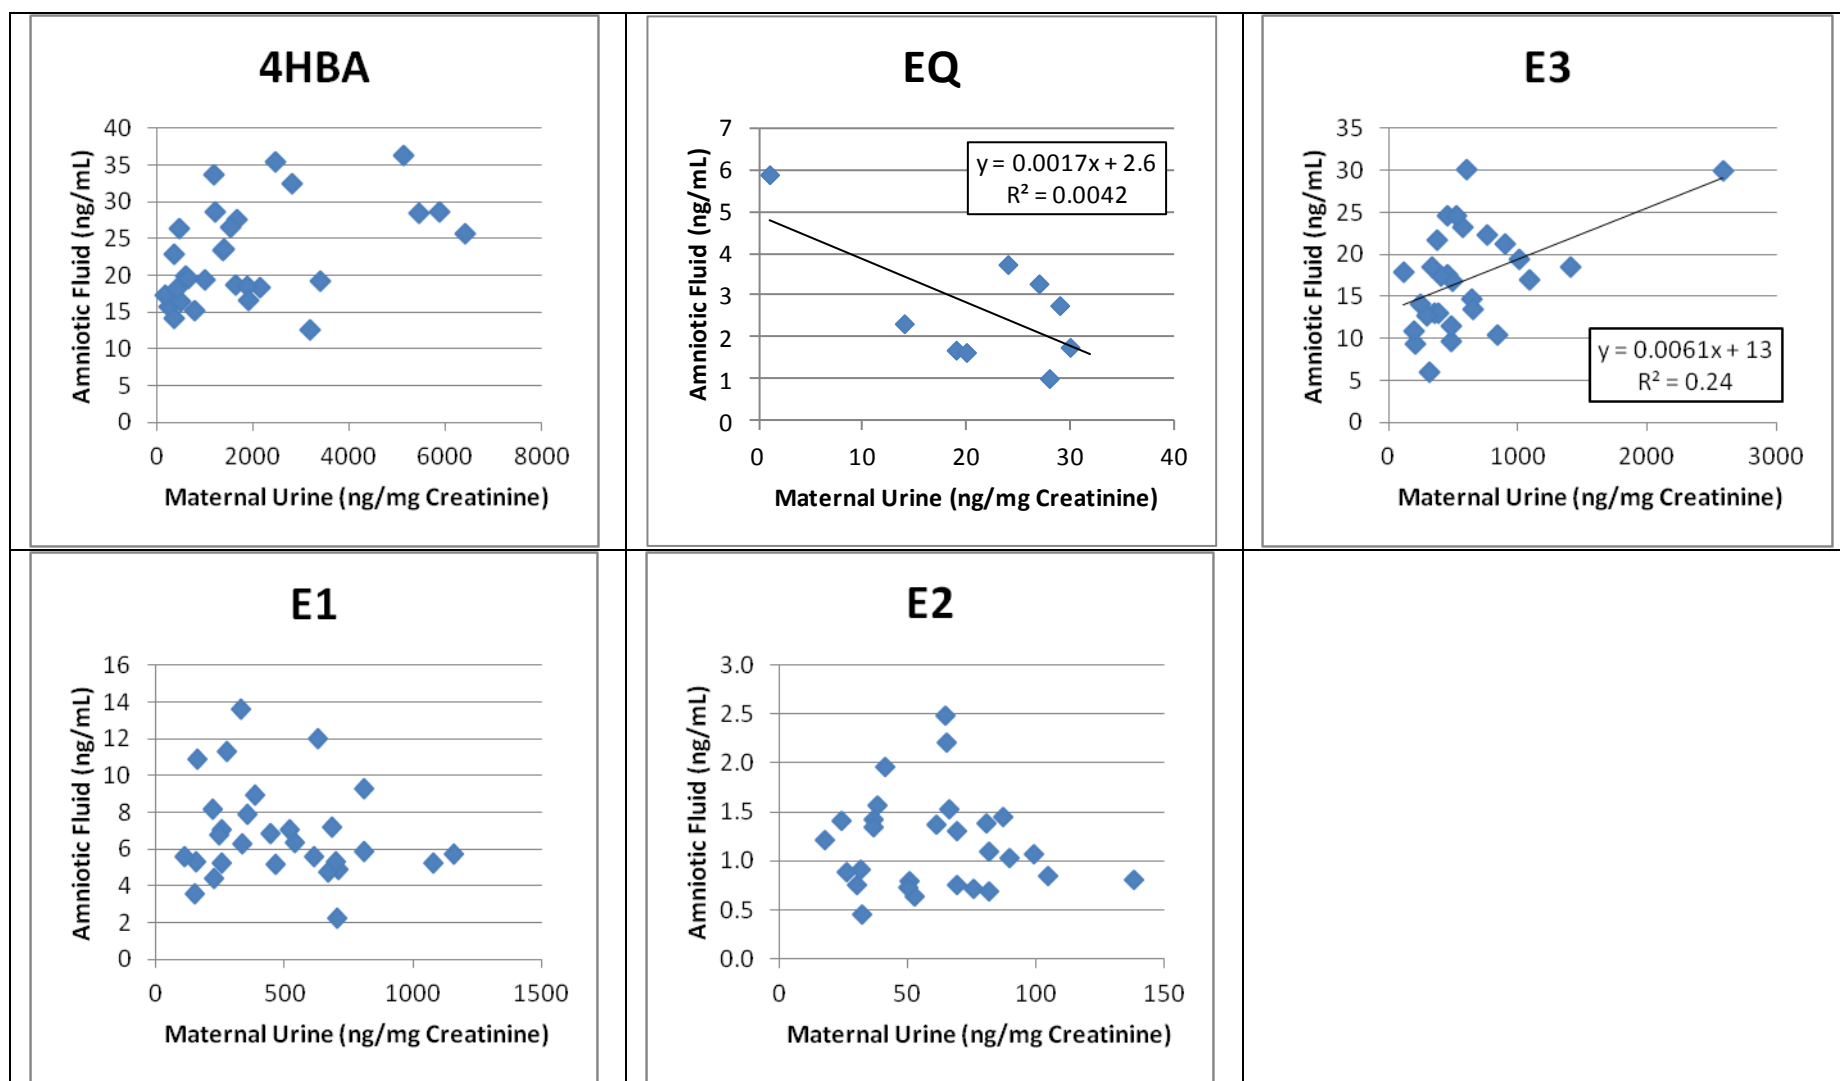 4HBA
40
35
30
25
20
15
10
5
0
Amniotic Fluid (ng/mL)
0 2000 4000 6000 8000
Maternal Urine (ng/mg Creatinine)
EQ
7
6
5
4
3
2
1
0
Amniotic Fluid (ng/mL)
y = 0.0017x + 2.6
R² = 0.0042
0 10 20 30 40
Maternal Urine (ng/mg Creatinine)
E3
35
30
25
20
15
10
5
0
Amniotic Fluid (ng/mL)
y = 0.0061x + 13
R² = 0.24
0 1000 2000 3000
Maternal Urine (ng/mg Creatinine)
E1
16
14
12
10
8
6
4
2
0
Amniotic Fluid (ng/mL)
0 500 1000 1500
Maternal Urine (ng/mg Creatinine)
E2
3.0
2.5
2.0
1.5
1.0
0.5
0.0
Amniotic Fluid (ng/mL)
0 50 100 150
Maternal Urine (ng/mg Creatinine)